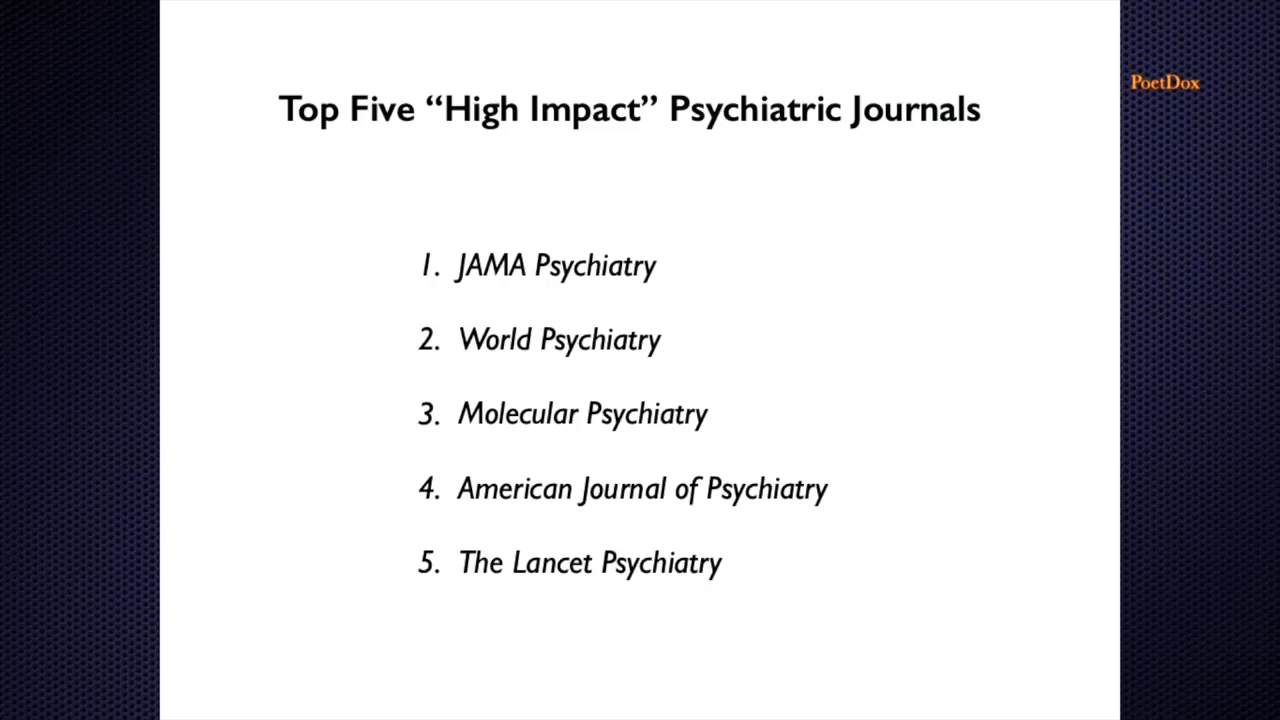 PoetDox
Top Five “High Impact” Psychiatric Journals
1. JAMA Psychiatry
2. World Psychiatry
3. Molecular Psychiatry
4. American Journal of Psychiatry
5. The Lancet Psychiatry